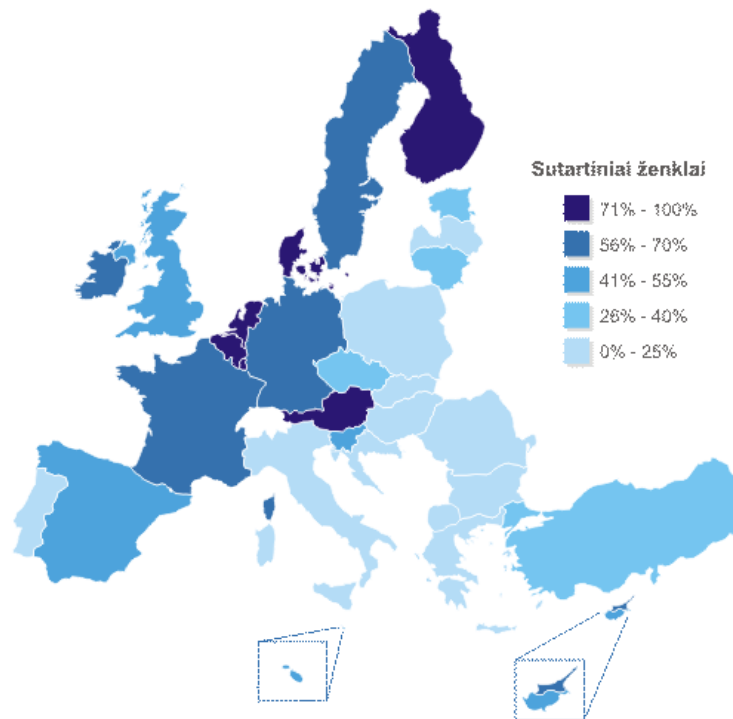 Sutartiniai ženklai
71% - 100%
56% - 70%
41% - 55%
26% - 40%
0% - 25%